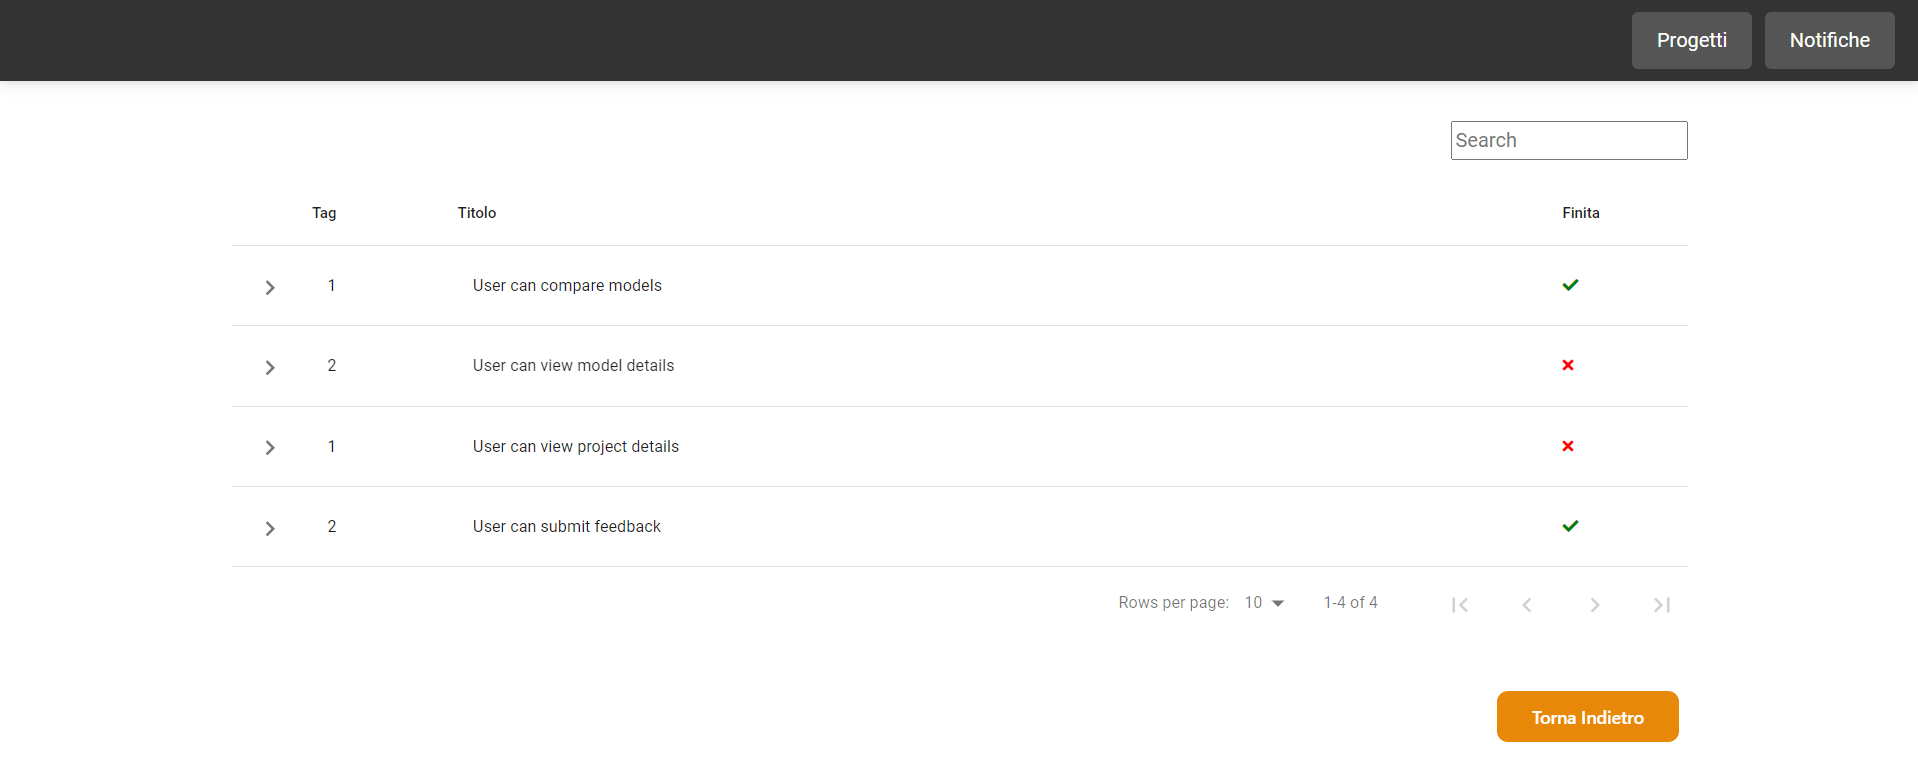 Progetti Notifiche
Search
Tag Titolo Finita
1 User can compare models
2 User can view model details
1 User can view project details
2 User can submit feedback
Rows per page: 10 1-4 of 4
Torna Indietro